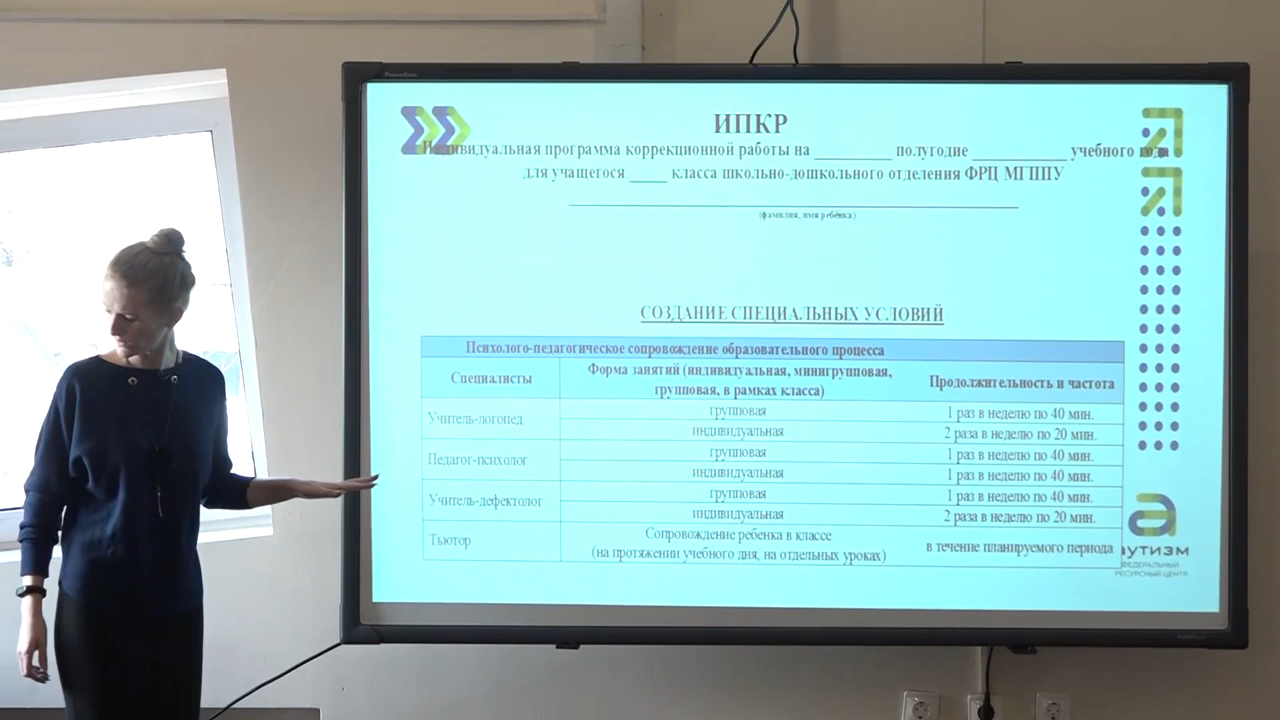 ИПКР
Индивидуальная программа коррекционной работы на __________ полугодие ____________ учебного года
для учащегося _____ класса школьно-дошкольного отделения ФРЦ МГППУ
(фамилия, имя ребёнка)
СОЗДАНИЕ СПЕЦИАЛЬНЫХ УСЛОВИЙ
Психолого-педагогическое сопровождение образовательного процесса
Специалисты
Форма занятий (индивидуальная, минигрупповая,
групповая, в рамках класса)
Продолжительность и частота
Учитель-логопед
групповая
1 раз в неделю по 40 мин.
индивидуальная
2 раза в неделю по 20 мин.
Педагог-психолог
групповая
1 раз в неделю по 40 мин.
индивидуальная
1 раз в неделю по 40 мин.
Учитель-дефектолог
групповая
1 раз в неделю по 40 мин.
индивидуальная
2 раза в неделю по 20 мин.
Тьютор
Сопровождение ребенка в классе
(на протяжении учебного дня, на отдельных уроках)
в течение планируемого периода
аутизм
ФЕДЕРАЛЬНЫЙ
РЕСУРСНЫЙ ЦЕНТР
Promethean